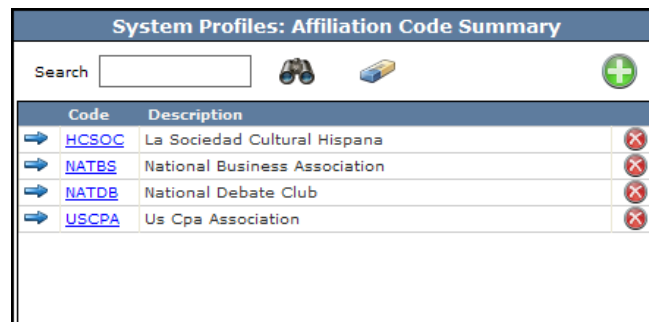 System Profiles: Affiliation Code Summary
Search
Code Description
HCSOC La Sociedad Cultural Hispana
NATBS National Business Association
NATDB National Debate Club
USCPA Us Cpa Association